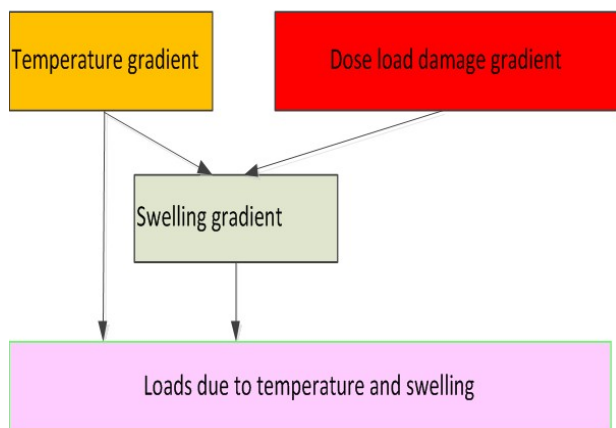 Temperature gradient
Dose load damage gradient
Swelling gradient
Loads due to temperature and swelling